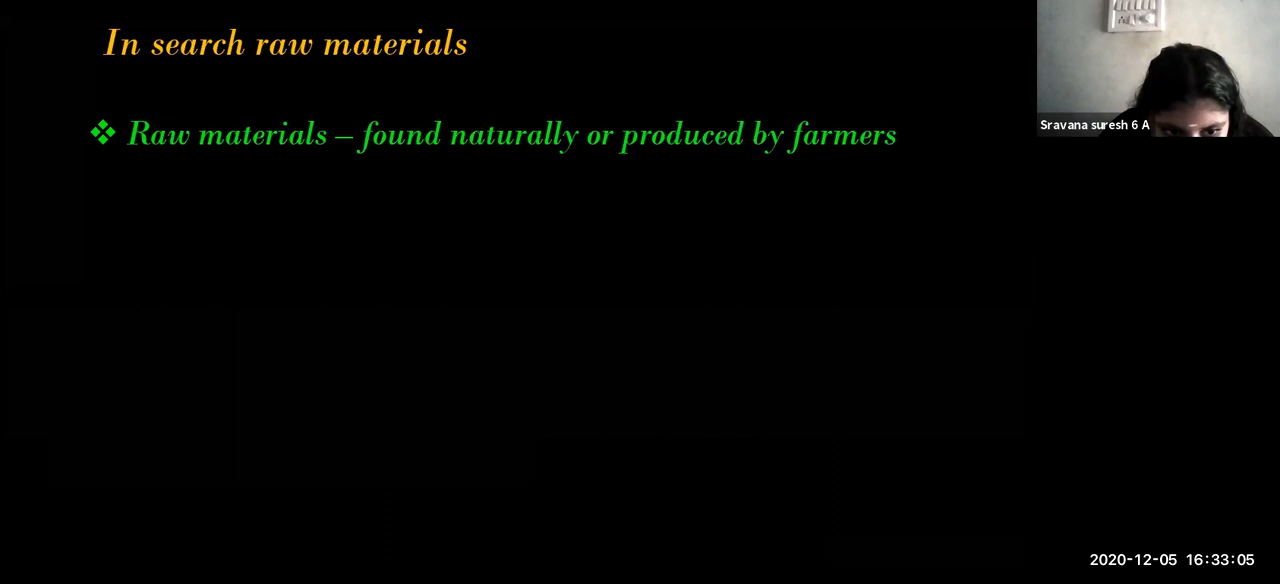 In search raw materials
❖ Raw materials – found naturally or produced by farmers
Sravana suresh 6 A
2020-12-05 16:33:05